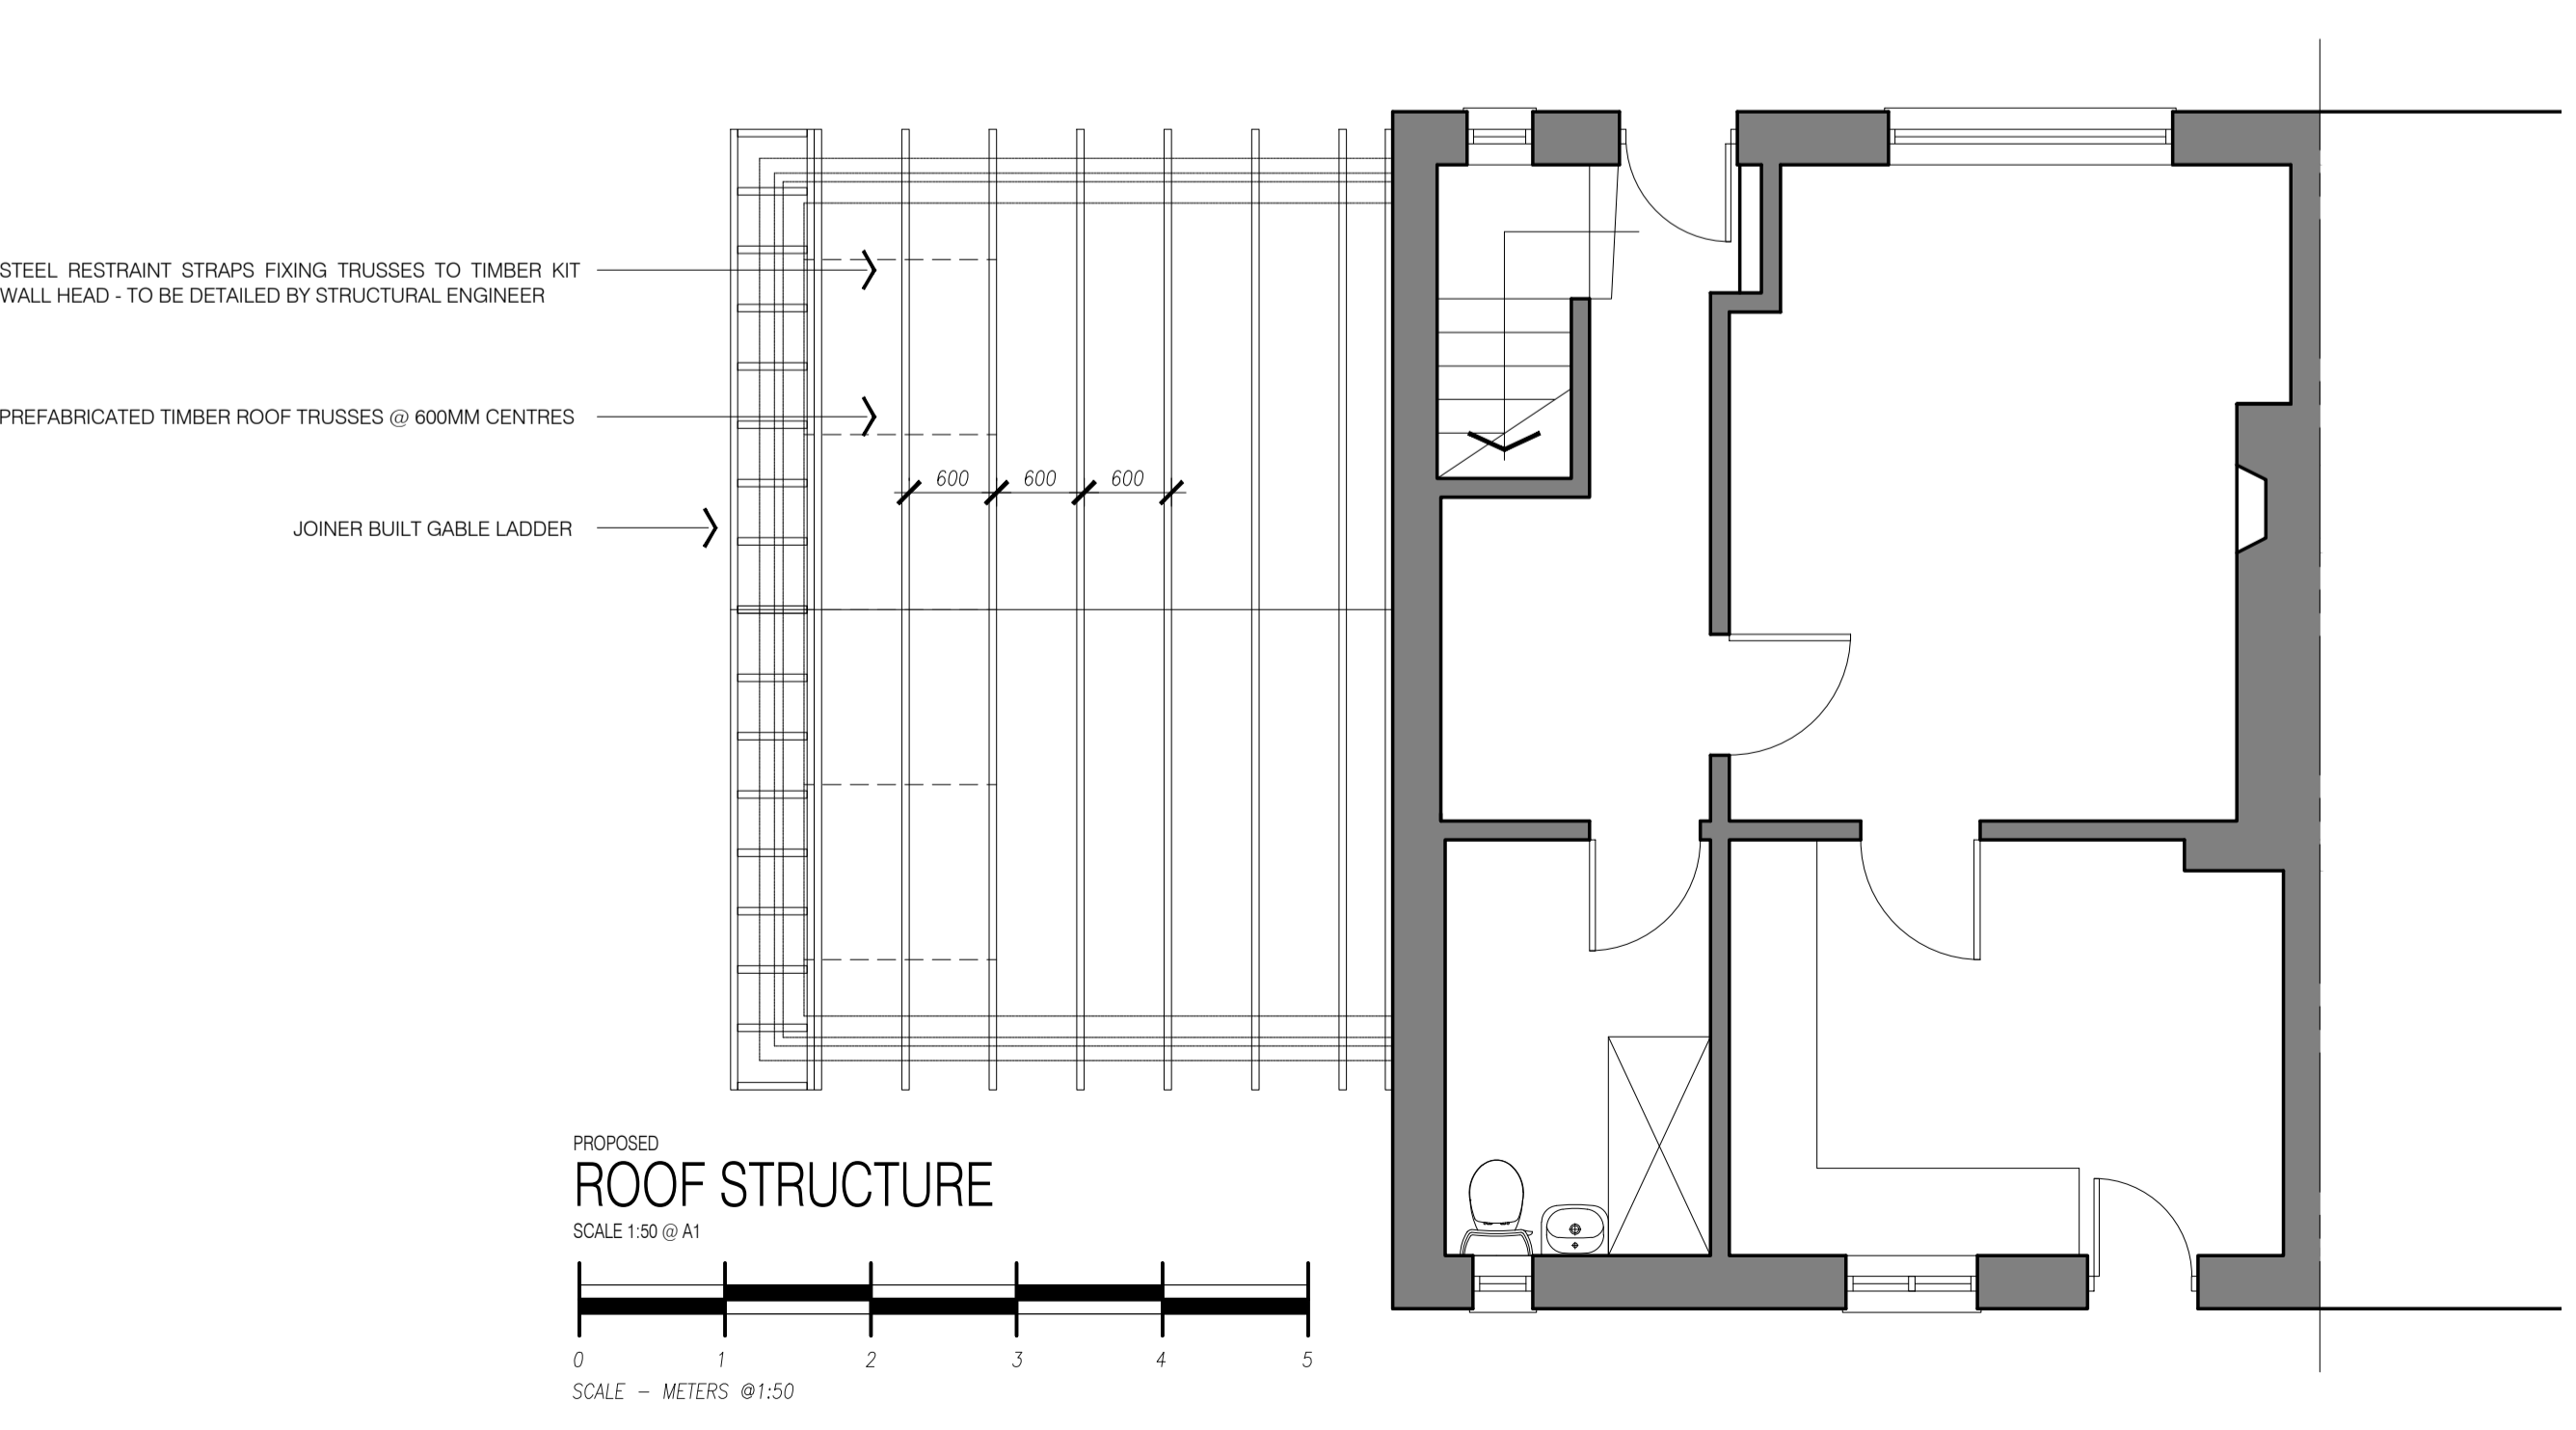 STEEL RESTRAINT STRAPS FIXING TRUSSES TO TIMBER KIT
WALL HEAD - TO BE DETAILED BY STRUCTURAL ENGINEER
PREFABRICATED TIMBER ROOF TRUSSES @ 600MM CENTRES
600 600 600
JOINER BUILT GABLE LADDER
PROPOSED
ROOF STRUCTURE
SCALE 1:50 @ A1
0 1 2 3 4 5
SCALE - METERS @1:50